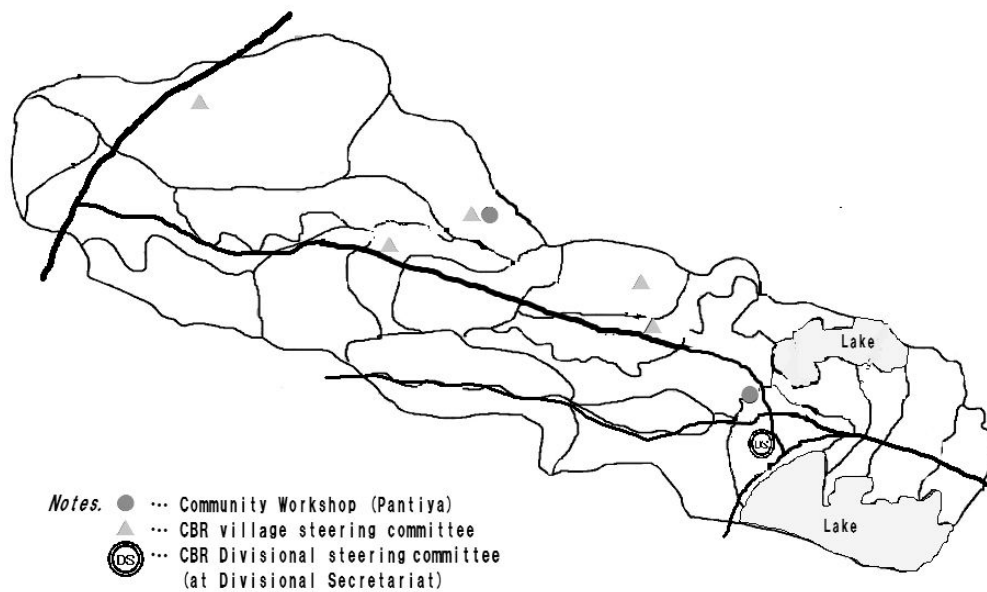 Lake
DS
Lake
Notes. ● ··· Community Workshop (Pantiya)
▲ ··· CBR village steering committee
DS ··· CBR Divisional steering committee
(at Divisional Secretariat)